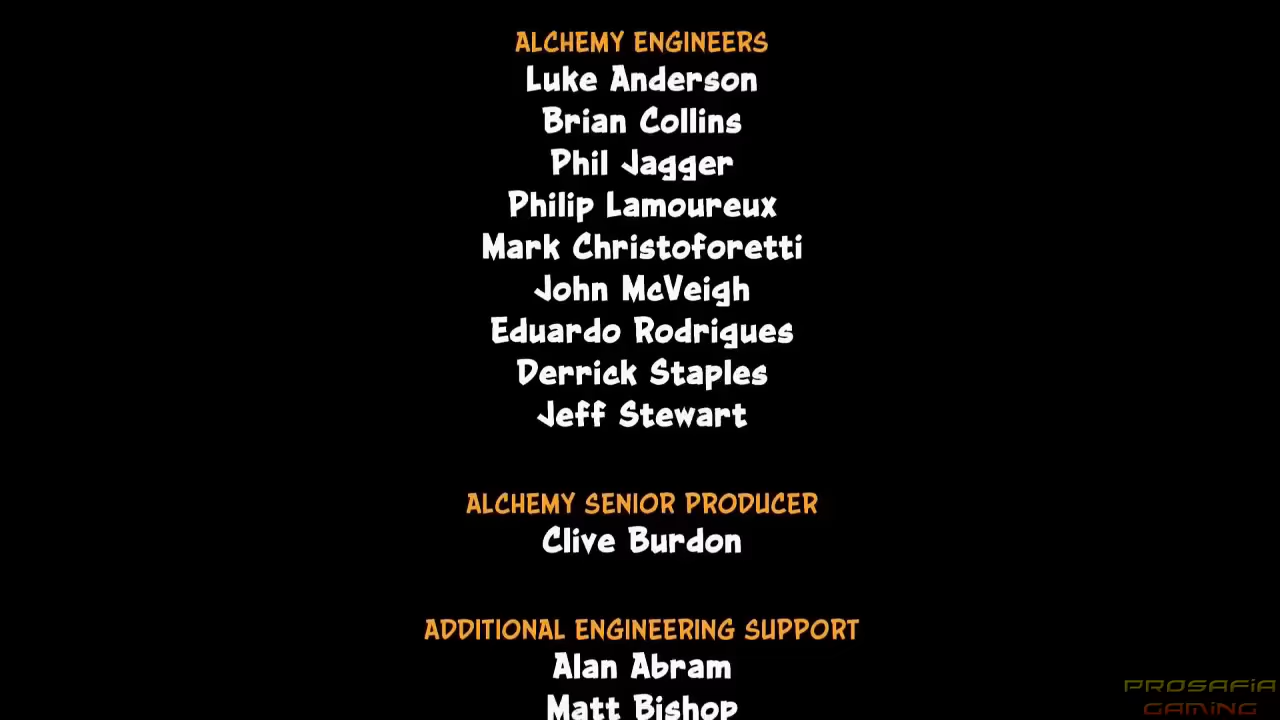 ALCHEMY ENGINEERS
Luke Anderson
Brian Collins
Phil Jagger
Philip Lamoureux
Mark Christoforetti
John McVeigh
Eduardo Rodrigues
Derrick Staples
Jeff Stewart
ALCHEMY SENIOR PRODUCER
Clive Burdon
ADDITIONAL ENGINEERING SUPPORT
Alan Abram
Matt Bishop
PROSAFIA
GAMING